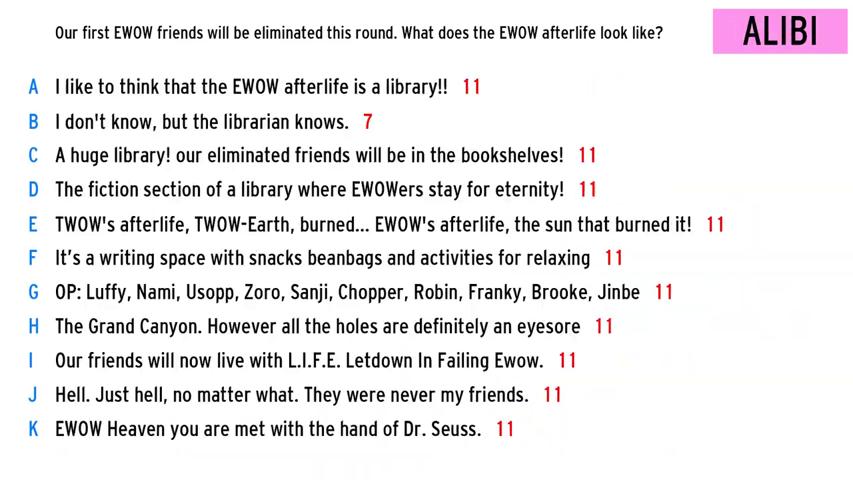 Our first EWOW friends will be eliminated this round. What does the EWOW afterlife look like?
ALIBI
A I like to think that the EWOW afterlife is a library!! 11
B I don't know, but the librarian knows. 7
C A huge library! our eliminated friends will be in the bookshelves! 11
D The fiction section of a library where EWOWers stay for eternity! 11
E TWOW's afterlife, TWOW-Earth, burned... EWOW's afterlife, the sun that burned it! 11
F It’s a writing space with snacks beanbags and activities for relaxing 11
G OP: Luffy, Nami, Usopp, Zoro, Sanji, Chopper, Robin, Franky, Brooke, Jinbe 11
H The Grand Canyon. However all the holes are definitely an eyesore 11
I Our friends will now live with L.I.F.E. Letdown In Failing Ewow. 11
J Hell. Just hell, no matter what. They were never my friends. 11
K EWOW Heaven you are met with the hand of Dr. Seuss. 11